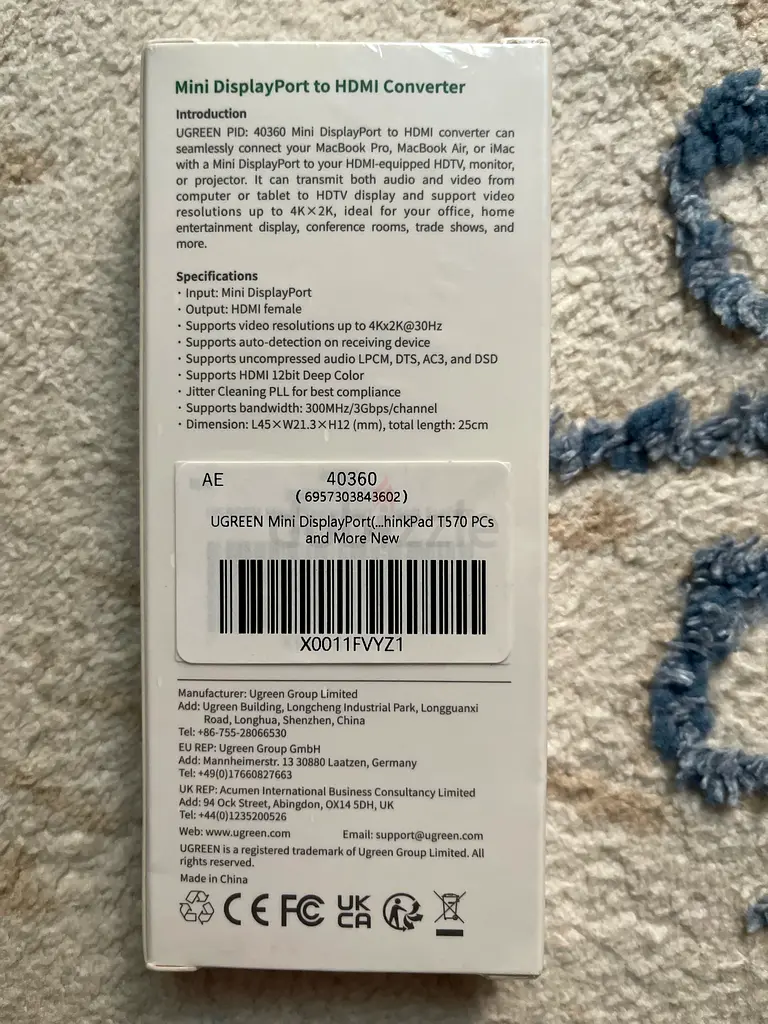 Mini DisplayPort to HDMI Converter
Introduction
UGREEN PID: 40360 Mini DisplayPort to HDMI converter can
seamlessly connect your MacBook Pro, MacBook Air, or iMac
with a Mini DisplayPort to your HDMI-equipped HDTV, monitor,
or projector. It can transmit both audio and video from
computer or tablet to HDTV display and support video
resolutions up to 4K×2K, ideal for your office, home
entertainment display, conference rooms, trade shows, and
more.
Specifications
· Input: Mini DisplayPort
· Output: HDMI female
· Supports video resolutions up to 4Kx2K@30Hz
· Supports auto-detection on receiving device
· Supports uncompressed audio LPCM, DTS, AC3, and DSD
· Supports HDMI 12bit Deep Color
· Jitter Cleaning PLL for best compliance
· Supports bandwidth: 300MHz/3Gbps/channel
· Dimension: L45×W21.3×H12 (mm), total length: 25cm
AE 40360
(6957303843602)
UGREEN Mini DisplayPort(...hinkPad T570 PCs
and More New
dubizzle
X0011FVYZ1
Manufacturer: Ugreen Group Limited
Add: Ugreen Building, Longcheng Industrial Park, Longguanxi
Road, Longhua, Shenzhen, China
Tel: +86-755-28066530
EU REP: Ugreen Group GmbH
Add: Mannheimerstr. 13 30880 Laatzen, Germany
Tel: +49(0)17660827663
UK REP: Acumen International Business Consultancy Limited
Add: 94 Ock Street, Abingdon, OX14 5DH, UK
Tel: +44(0)1235200526
Web: www.ugreen.com Email: support@ugreen.com
UGREEN is a registered trademark of Ugreen Group Limited. All
rights reserved.
Made in China
CE FC UK
CA